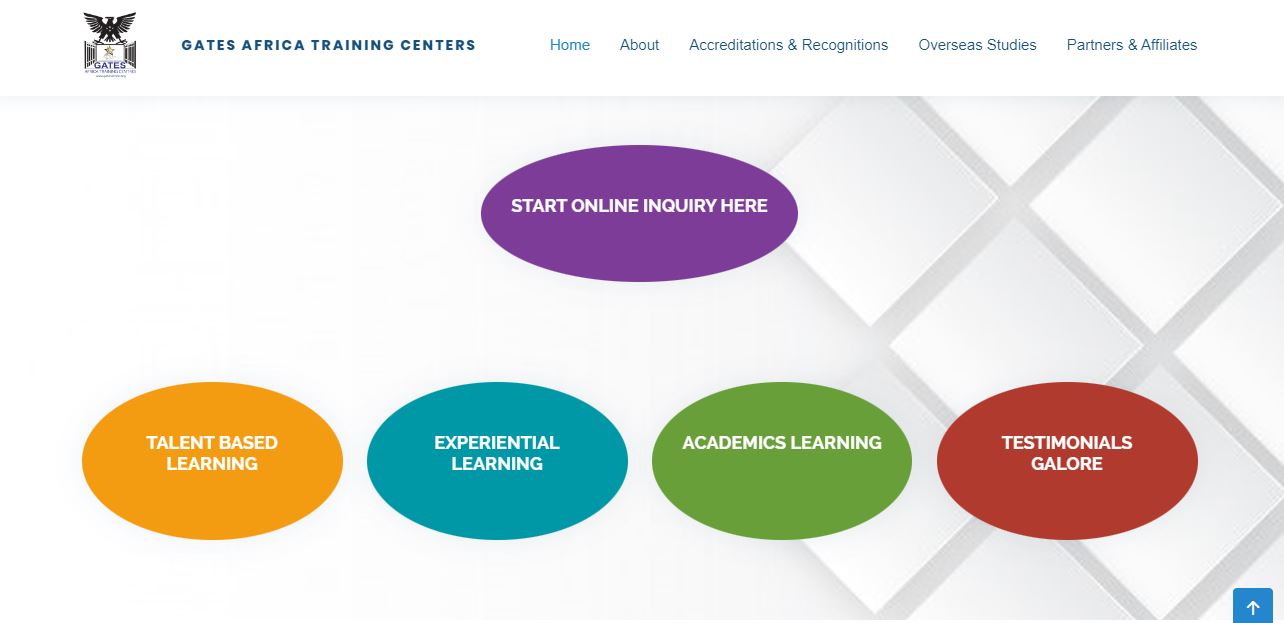 GATES
AFRICA TRAINING CENTRES
GATES AFRICA TRAINING CENTERS
Home
About
Accreditations & Recognitions
Overseas Studies
Partners & Affiliates
START ONLINE INQUIRY HERE
TALENT BASED
LEARNING
EXPERIENTIAL
LEARNING
ACADEMICS LEARNING
TESTIMONIALS
GALORE